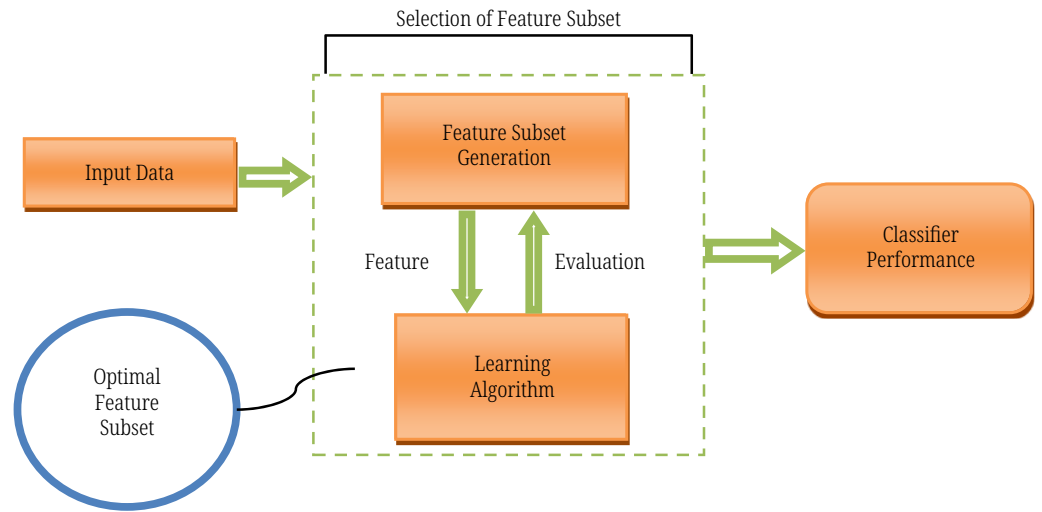 Selection of Feature Subset
Input Data
Feature Subset
Generation
Feature
Evaluation
Learning
Algorithm
Classifier
Performance
Optimal
Feature
Subset